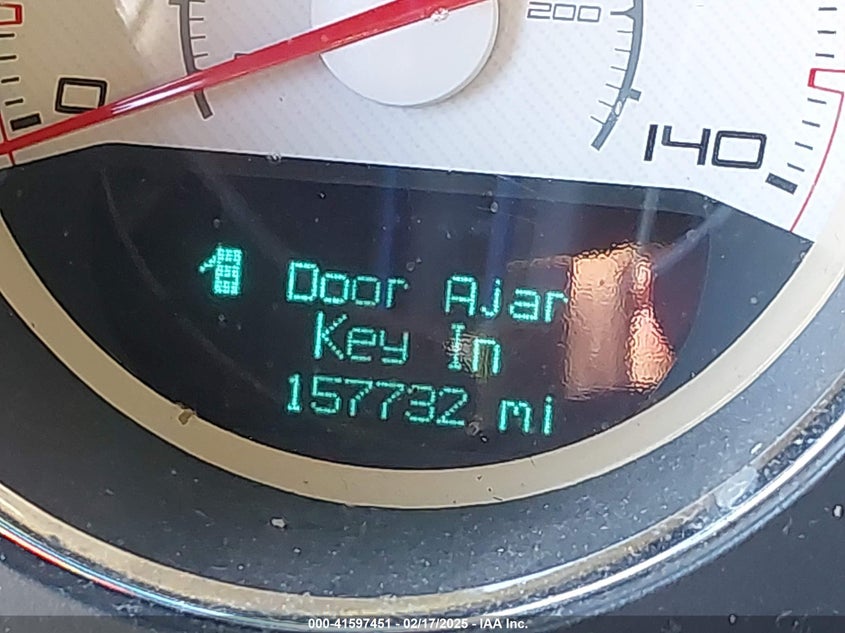 200
0
140
Door Ajar
Key In
157732 mi
000-41597451 - 02/17/2025 - IAA Inc.